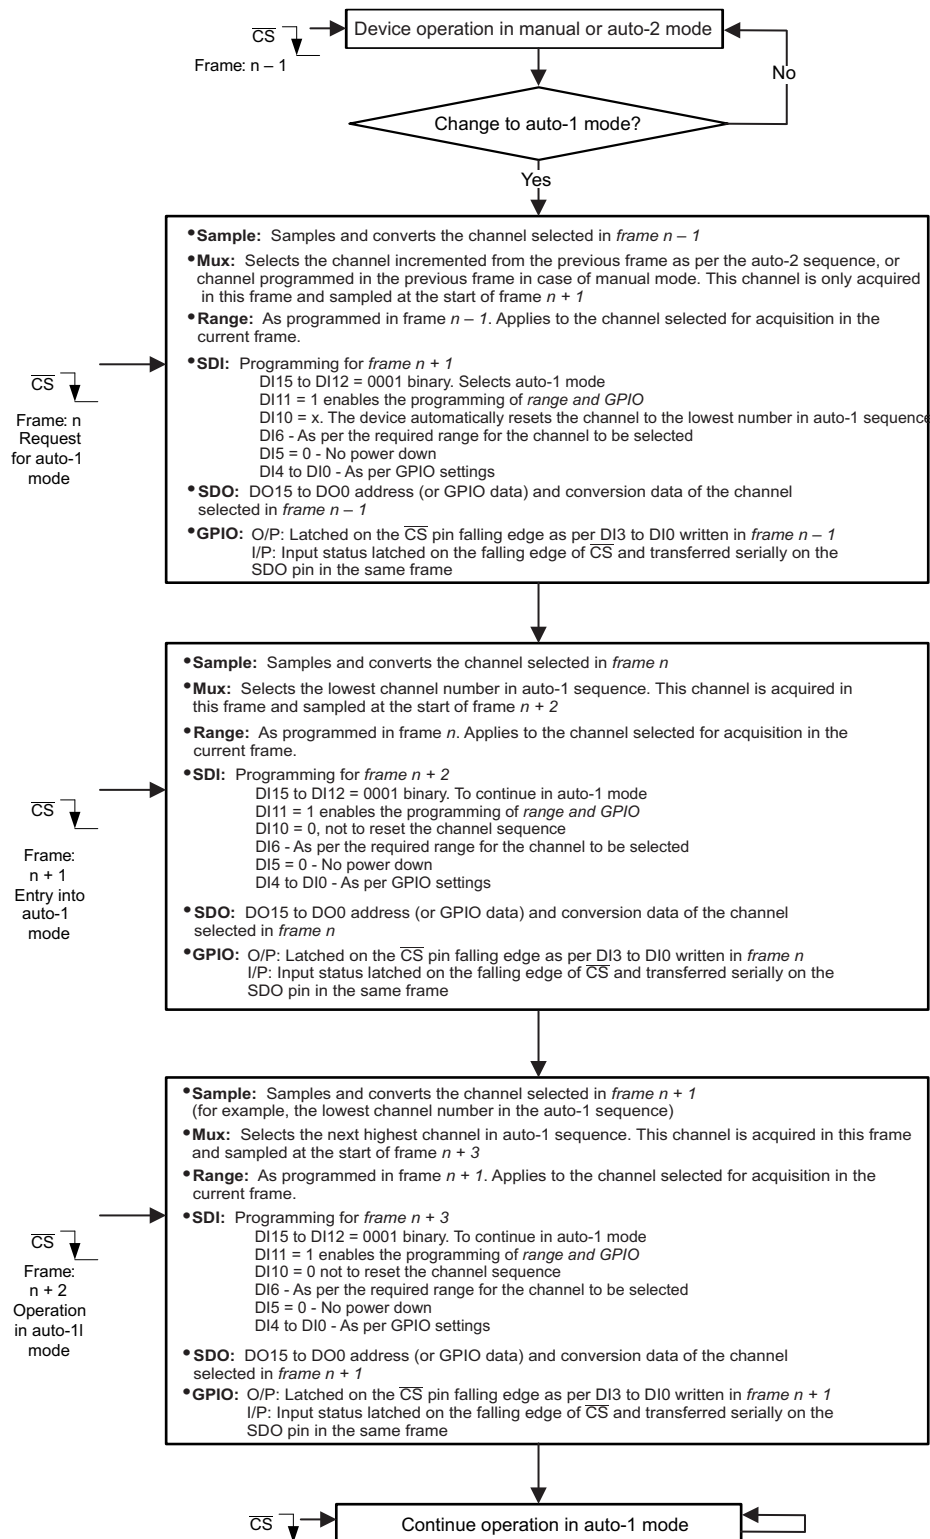 CS
Device operation in manual or auto-2 mode
Frame: n – 1
No
Change to auto-1 mode?
Yes
•Sample: Samples and converts the channel selected in frame n – 1
•Mux: Selects the channel incremented from the previous frame as per the auto-2 sequence, or
channel programmed in the previous frame in case of manual mode. This channel is only acquired
in this frame and sampled at the start of frame n + 1
•Range: As programmed in frame n – 1. Applies to the channel selected for acquisition in the
current frame.
•SDI: Programming for frame n + 1
DI15 to DI12 = 0001 binary. Selects auto-1 mode
DI11 = 1 enables the programming of range and GPIO
DI10 = x. The device automatically resets the channel to the lowest number in auto-1 sequence
DI6 - As per the required range for the channel to be selected
DI5 = 0 - No power down
DI4 to DI0 - As per GPIO settings
•SDO: DO15 to DO0 address (or GPIO data) and conversion data of the channel
selected in frame n – 1
•GPIO: O/P: Latched on the CS pin falling edge as per DI3 to DI0 written in frame n – 1
I/P: Input status latched on the falling edge of CS and transferred serially on the
SDO pin in the same frame
CS
Frame: n
Request
for auto-1
mode
•Sample: Samples and converts the channel selected in frame n
•Mux: Selects the lowest channel number in auto-1 sequence. This channel is acquired in
this frame and sampled at the start of frame n + 2
•Range: As programmed in frame n. Applies to the channel selected for acquisition in the
current frame.
•SDI: Programming for frame n + 2
DI15 to DI12 = 0001 binary. To continue in auto-1 mode
DI11 = 1 enables the programming of range and GPIO
DI10 = 0, not to reset the channel sequence
DI6 - As per the required range for the channel to be selected
DI5 = 0 - No power down
DI4 to DI0 - As per GPIO settings
•SDO: DO15 to DO0 address (or GPIO data) and conversion data of the channel
selected in frame n
•GPIO: O/P: Latched on the CS pin falling edge as per DI3 to DI0 written in frame n
I/P: Input status latched on the falling edge of CS and transferred serially on the
SDO pin in the same frame
CS
Frame:
n + 1
Entry into
auto-1
mode
•Sample: Samples and converts the channel selected in frame n + 1
(for example, the lowest channel number in the auto-1 sequence)
•Mux: Selects the next highest channel in auto-1 sequence. This channel is acquired in this frame
and sampled at the start of frame n + 3
•Range: As programmed in frame n + 1. Applies to the channel selected for acquisition in the
current frame.
•SDI: Programming for frame n + 3
DI15 to DI12 = 0001 binary. To continue in auto-1 mode
DI11 = 1 enables the programming of range and GPIO
DI10 = 0 not to reset the channel sequence
DI6 - As per the required range for the channel to be selected
DI5 = 0 - No power down
DI4 to DI0 - As per GPIO settings
•SDO: DO15 to DO0 address (or GPIO data) and conversion data of the channel
selected in frame n + 1
•GPIO: O/P: Latched on the CS pin falling edge as per DI3 to DI0 written in frame n + 1
I/P: Input status latched on the falling edge of CS and transferred serially on the
SDO pin in the same frame
CS
Frame:
n + 2
Operation
in auto-1l
mode
CS
Continue operation in auto-1 mode